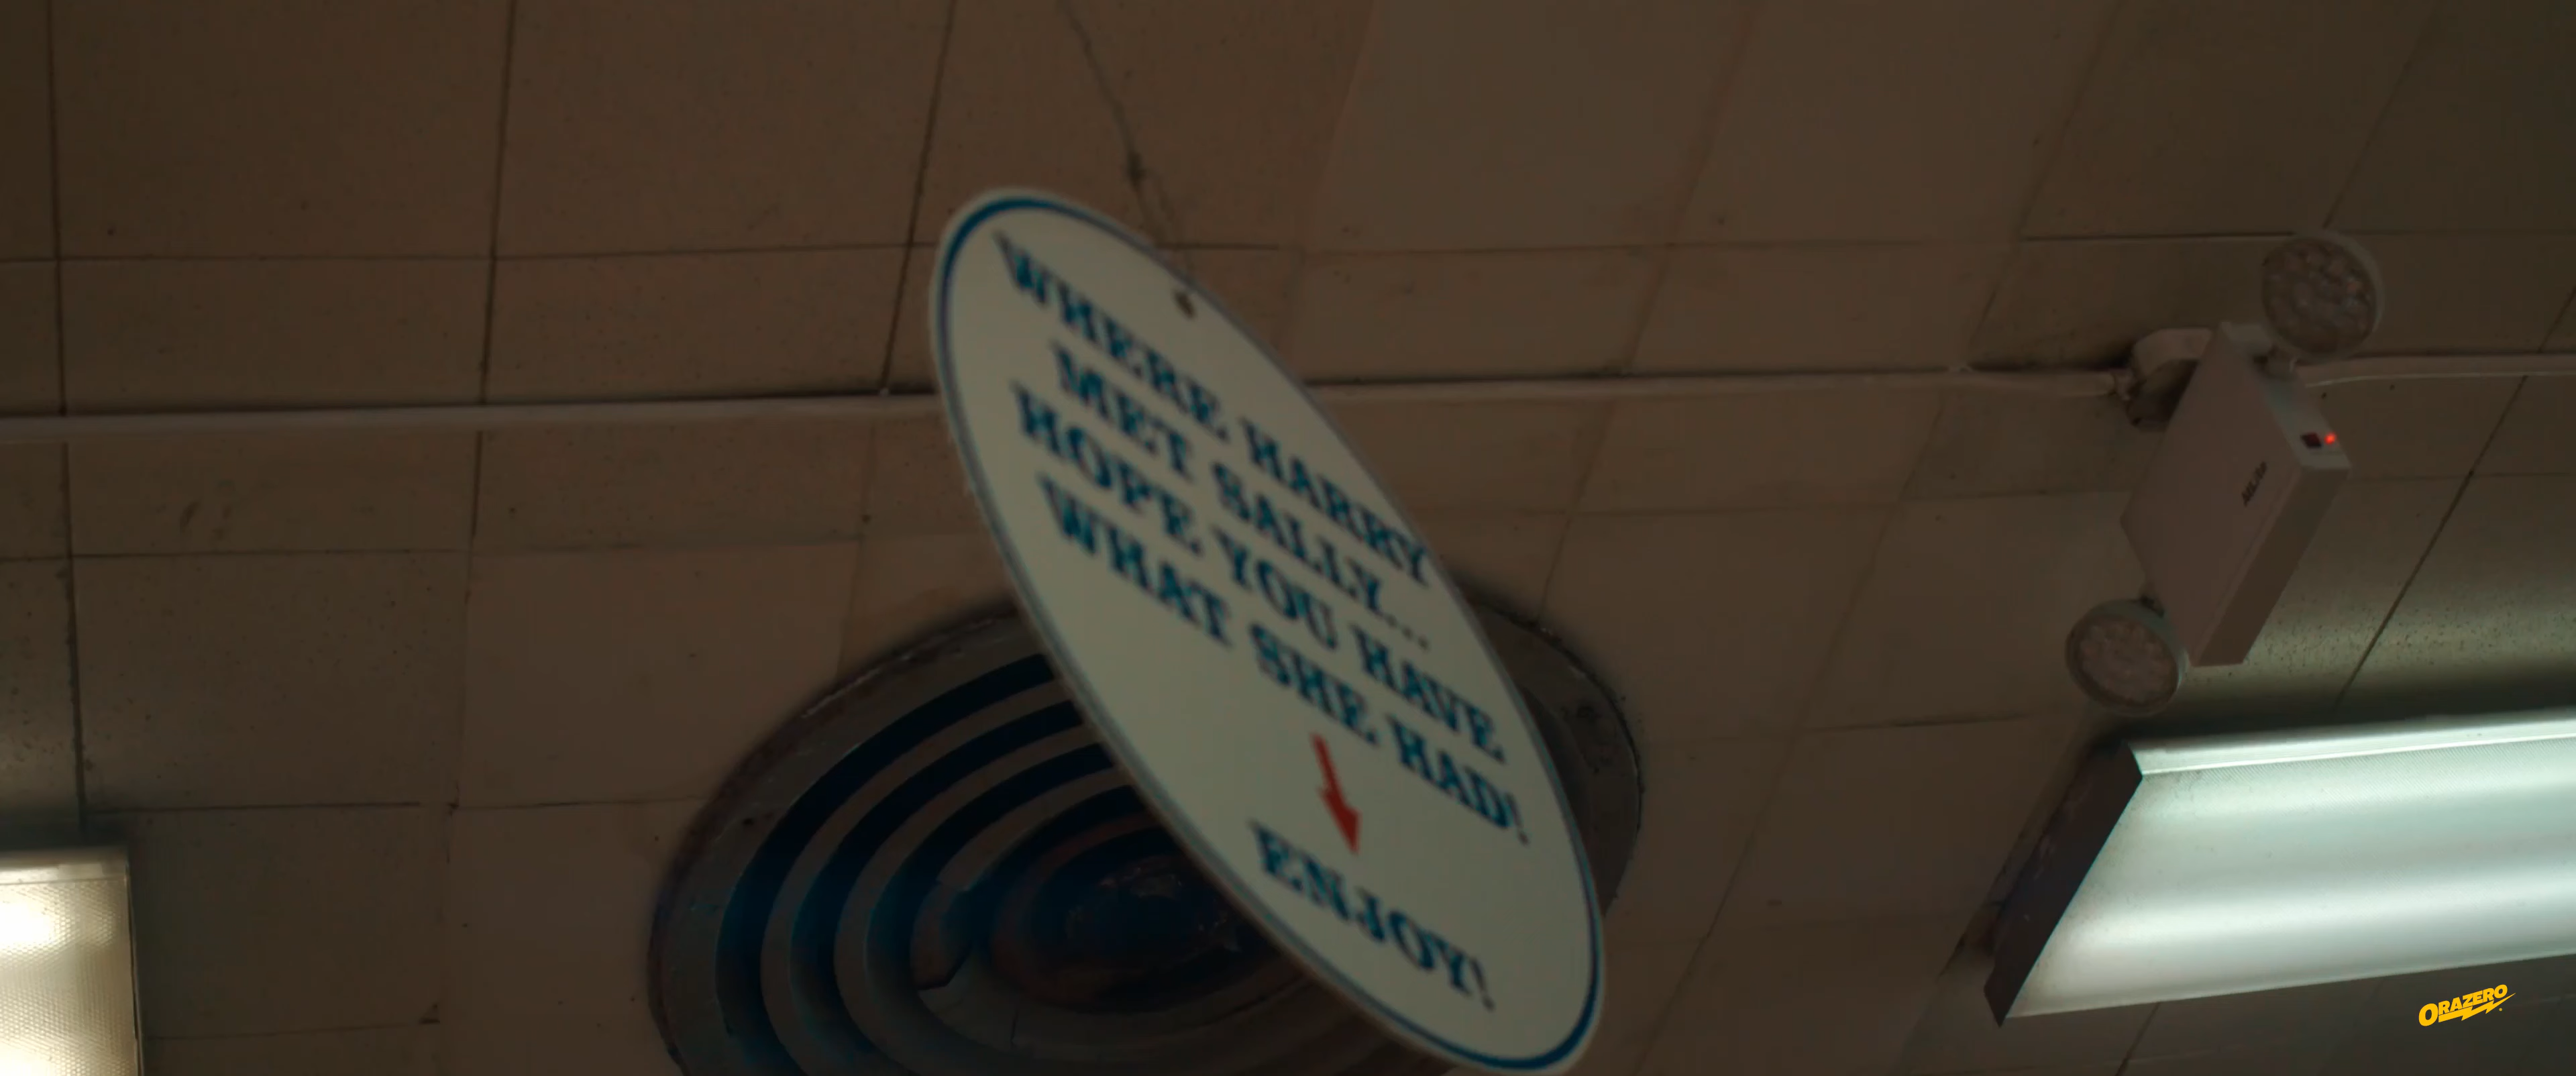 WHERE HARRY
MET SALLY...
HOPE YOU HAVE
WHAT SHE HAD!
ENJOY!
ORAZERO